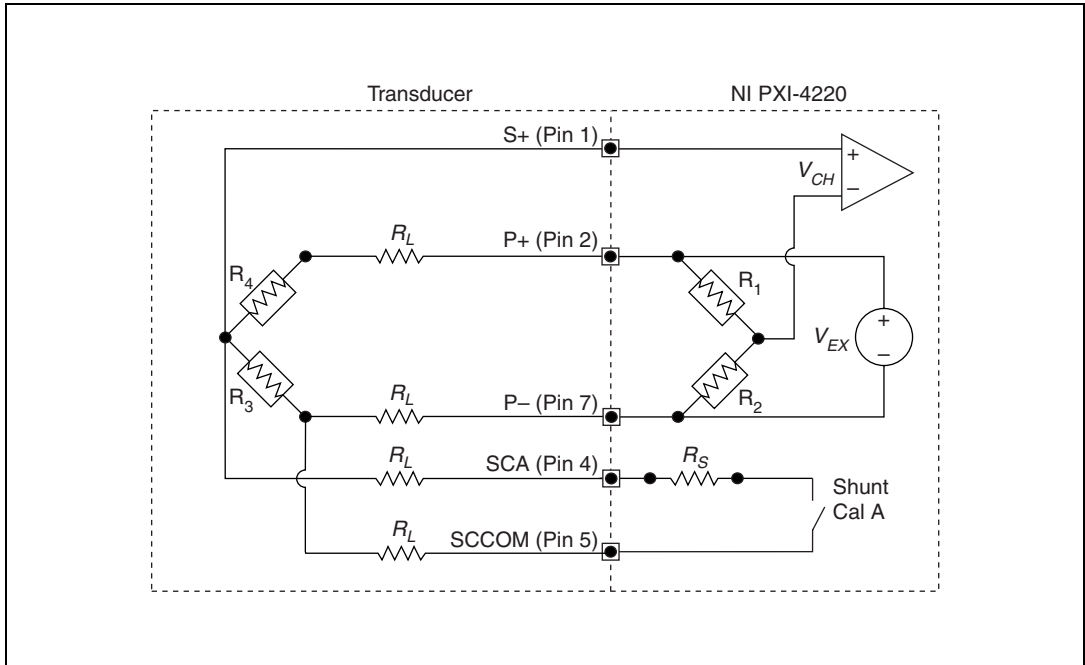 Transducer
NI PXI-4220
S+ (Pin 1)
+
V_CH
–
R_L
P+ (Pin 2)
R_4
R_1
+
V_EX
–
R_3
R_2
R_L
P– (Pin 7)
R_L
SCA (Pin 4)
R_S
Shunt
Cal A
R_L
SCCOM (Pin 5)